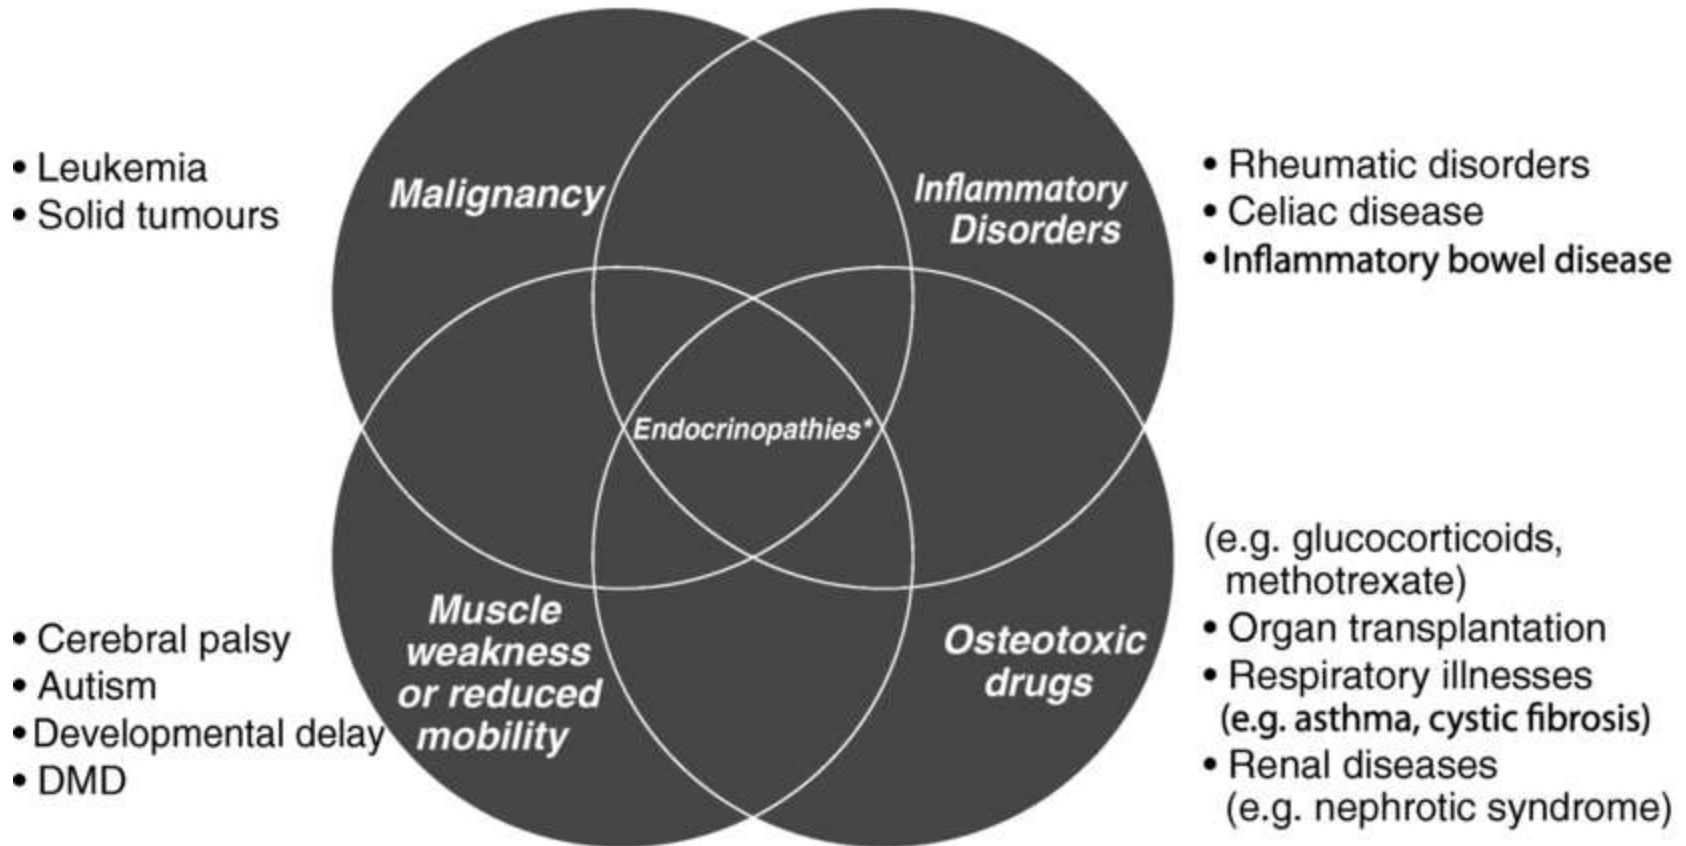 • Leukemia
• Solid tumours
Malignancy
Inflammatory
Disorders
• Rheumatic disorders
• Celiac disease
• Inflammatory bowel disease
Endocrinopathies*
• Cerebral palsy
• Autism
• Developmental delay
• DMD
Muscle
weakness
or reduced
mobility
Osteotoxic
drugs
(e.g. glucocorticoids,
methotrexate)
• Organ transplantation
• Respiratory illnesses
(e.g. asthma, cystic fibrosis)
• Renal diseases
(e.g. nephrotic syndrome)